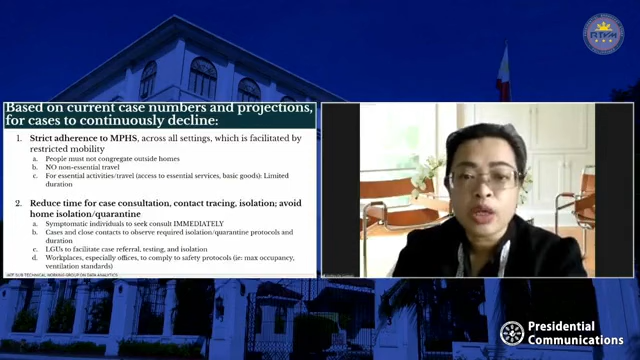 RTVM
Based on current case numbers and projections,
for cases to continuously decline:
1. Strict adherence to MPHS, across all settings, which is facilitated by
restricted mobility
a. People must not congregate outside homes
b. NO non-essential travel
c. For essential activities/travel (access to essential services, basic goods): Limited
duration
2. Reduce time for case consultation, contact tracing, isolation; avoid
home isolation/quarantine
a. Symptomatic individuals to seek consult IMMEDIATELY
b. Cases and close contacts to observe required isolation/quarantine protocols and
duration
c. LGUs to facilitate case referral, testing, and isolation
d. Workplaces, especially offices, to comply to safety protocols (ie: max occupancy,
ventilation standards)
SUB TECHNICAL WORKING GROUP ON DATA ANALYTICS
Presidential
Communications